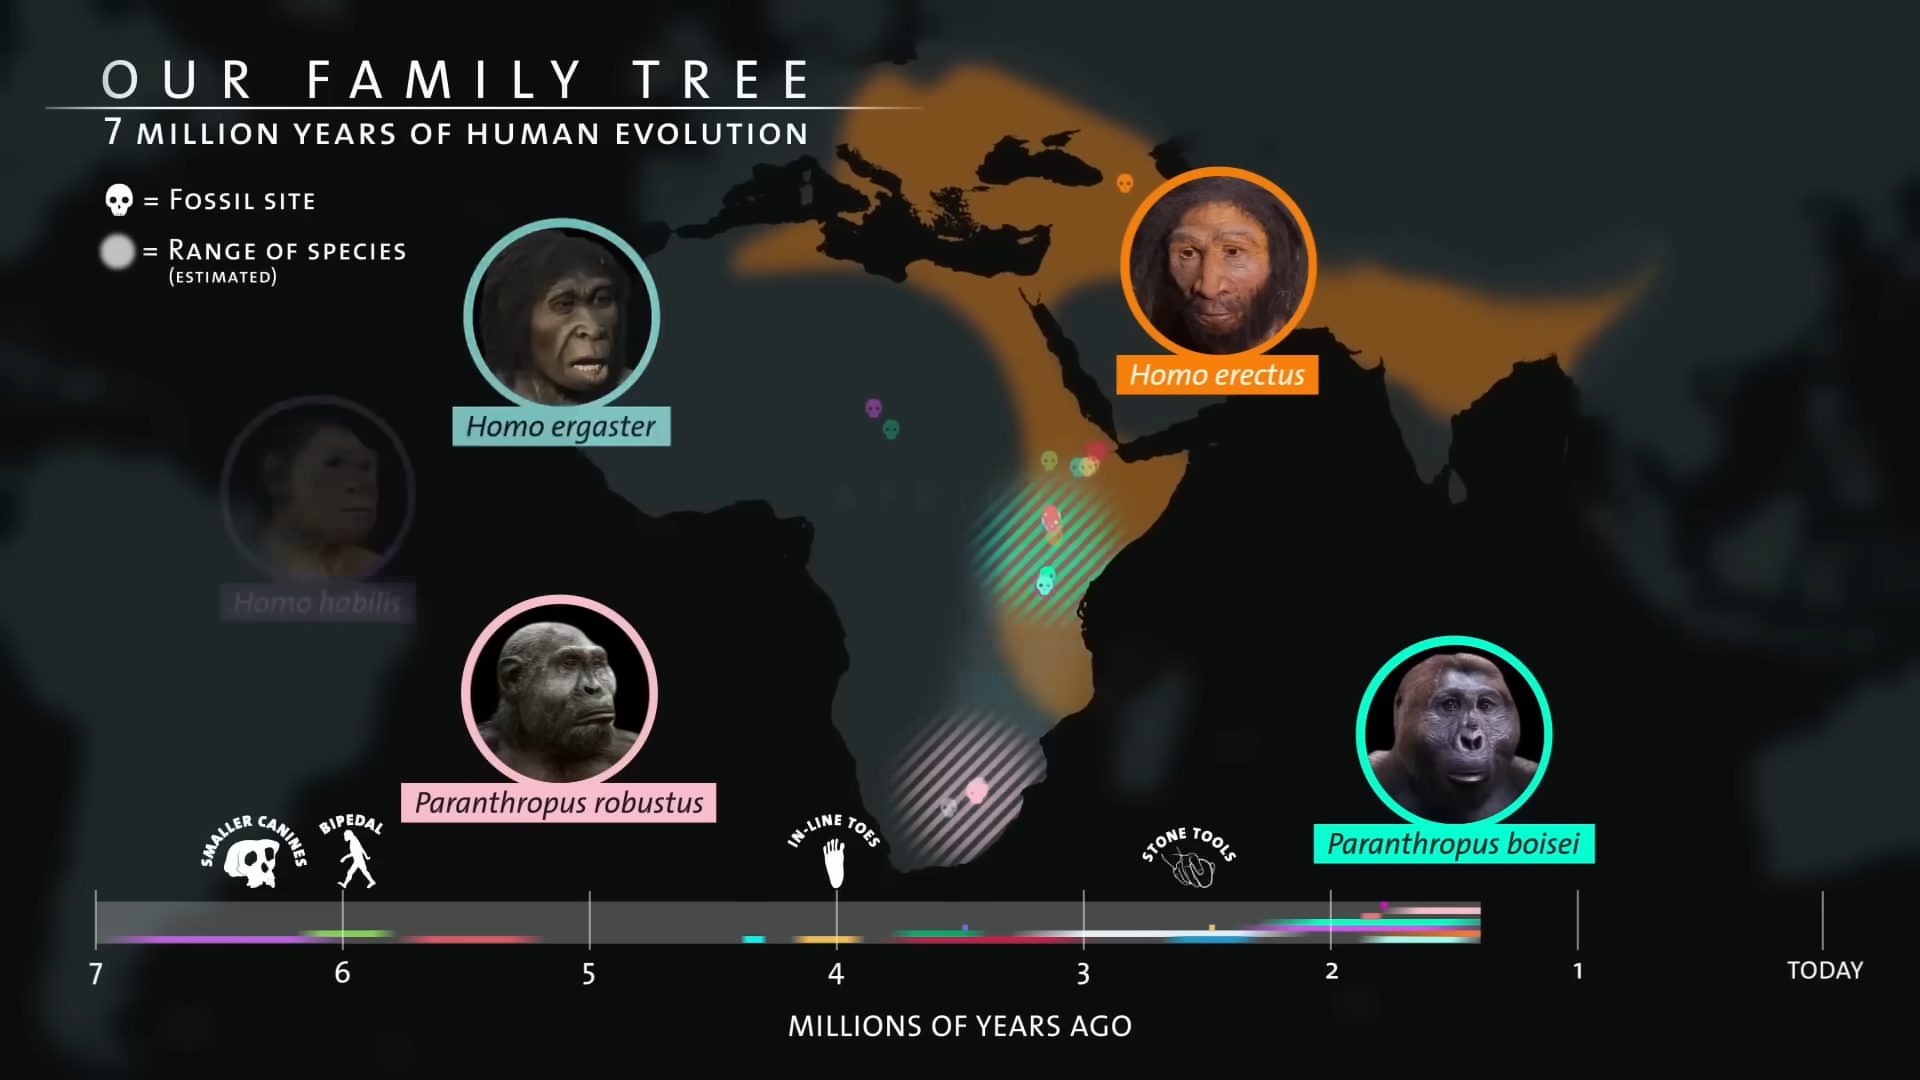 OUR FAMILY TREE
7 MILLION YEARS OF HUMAN EVOLUTION
= FOSSIL SITE
= RANGE OF SPECIES
(ESTIMATED)
Homo erectus
Homo ergaster
Homo habilis
Paranthropus robustus
Paranthropus boisei
SMALLER CANINES
BIPEDAL
IN-LINE TOES
STONE TOOLS
7 6 5 4 3 2 1 TODAY
MILLIONS OF YEARS AGO